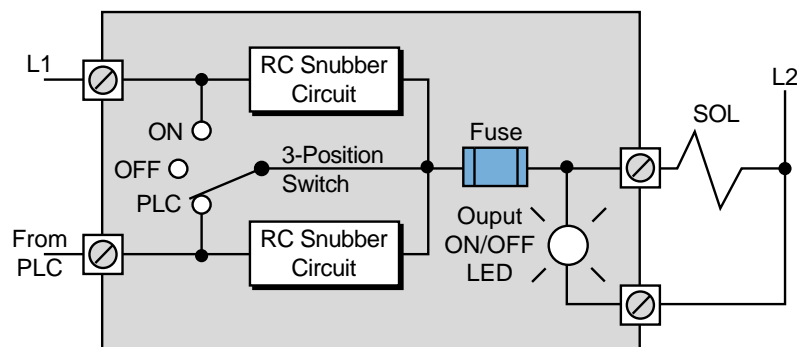 L1
RC Snubber
Circuit
L2
SOL
ON
Fuse
OFF
3-Position
Switch
PLC
From
PLC
RC Snubber
Circuit
Ouput
ON/OFF
LED